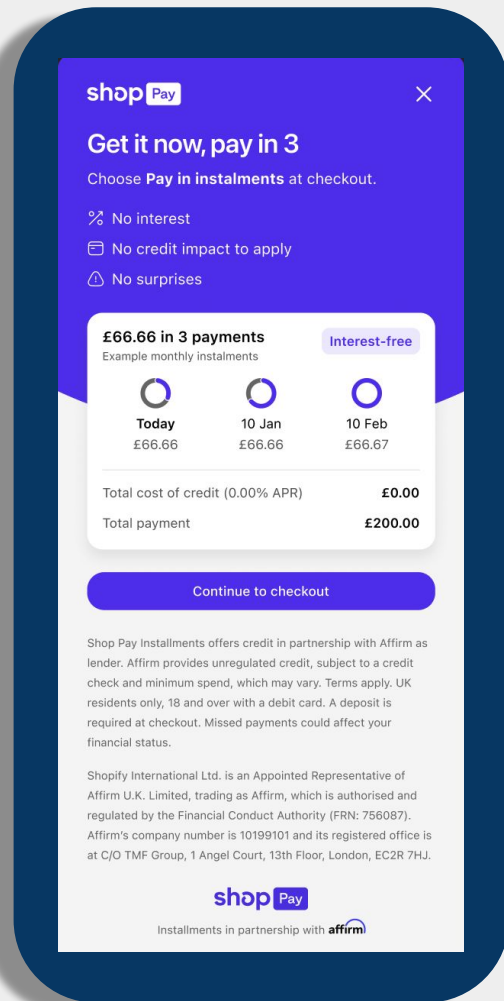 shop Pay
Get it now, pay in 3
Choose Pay in instalments at checkout.
No interest
No credit impact to apply
No surprises
£66.66 in 3 payments
Interest-free
Example monthly instalments
Today 10 Jan 10 Feb
£66.66 £66.66 £66.67
Total cost of credit (0.00% APR) £0.00
Total payment £200.00
Continue to checkout
Shop Pay Installments offers credit in partnership with Affirm as
lender. Affirm provides unregulated credit, subject to a credit
check and minimum spend, which may vary. Terms apply. UK
residents only, 18 and over with a debit card. A deposit is
required at checkout. Missed payments could affect your
financial status.
Shopify International Ltd. is an Appointed Representative of
Affirm U.K. Limited, trading as Affirm, which is authorised and
regulated by the Financial Conduct Authority (FRN: 756087).
Affirm's company number is 10199101 and its registered office is
at C/O TMF Group, 1 Angel Court, 13th Floor, London, EC2R 7HJ.
shop Pay
Installments in partnership with affirm